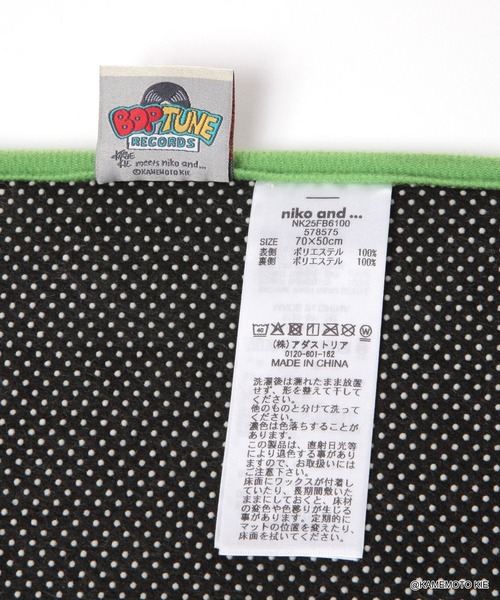 BOPTUNE
RECORDS
meets niko and...
©KAMEMOTO KIE
niko and ...
NK25FB6100
578575
SIZE 70×50cm
表側 ポリエステル 100%
裏側 ポリエステル 100%
(株)アダストリア
0120-601-162
MADE IN CHINA
洗濯後は濡れたまま放置
せず、形を整えて干して
ください。
他のものと分けて洗って
ください。
濃色は色落ちすることが
あります。
この製品は、直射日光等
により退色する事があり
ますので、お取扱いには
ご注意下さい。
床面にワックスが付着し
ていたり、長期間敷いた
ままにしておくと、床材
の変色や色移りが生じる
事があります。定期的に
マットの位置を変えたり、
床面を拭いてください。
@KAMEMOTO KIE